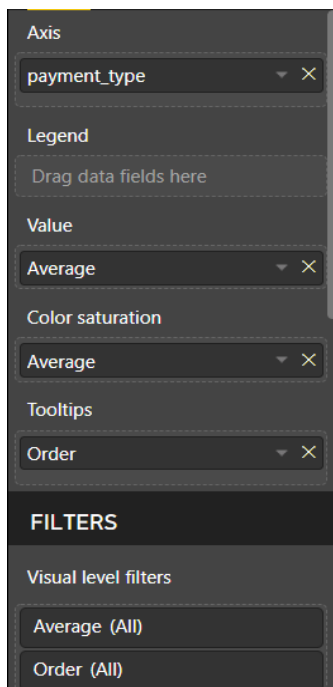 Axis
payment_type
Legend
Drag data fields here
Value
Average
Color saturation
Average
Tooltips
Order
FILTERS
Visual level filters
Average (All)
Order (All)